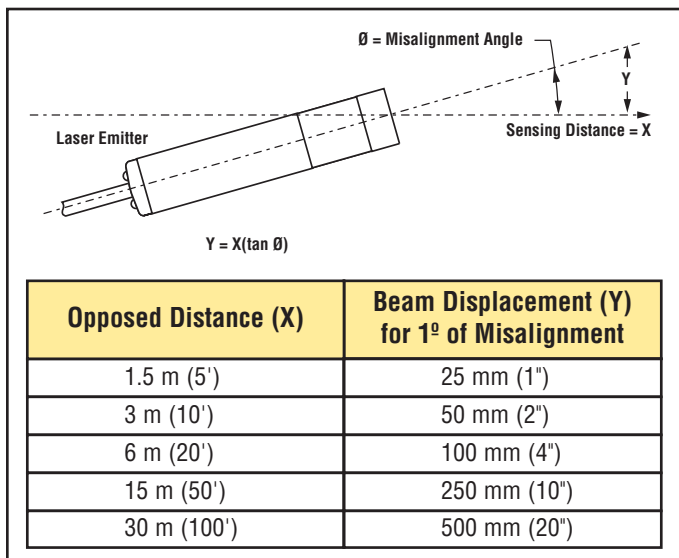 Ø = Misalignment Angle
Y
Laser Emitter
Sensing Distance = X
Y = X(tan Ø)
Opposed Distance (X)
Beam Displacement (Y)
for 1º of Misalignment
1.5 m (5')
25 mm (1")
3 m (10')
50 mm (2")
6 m (20')
100 mm (4")
15 m (50')
250 mm (10")
30 m (100')
500 mm (20")